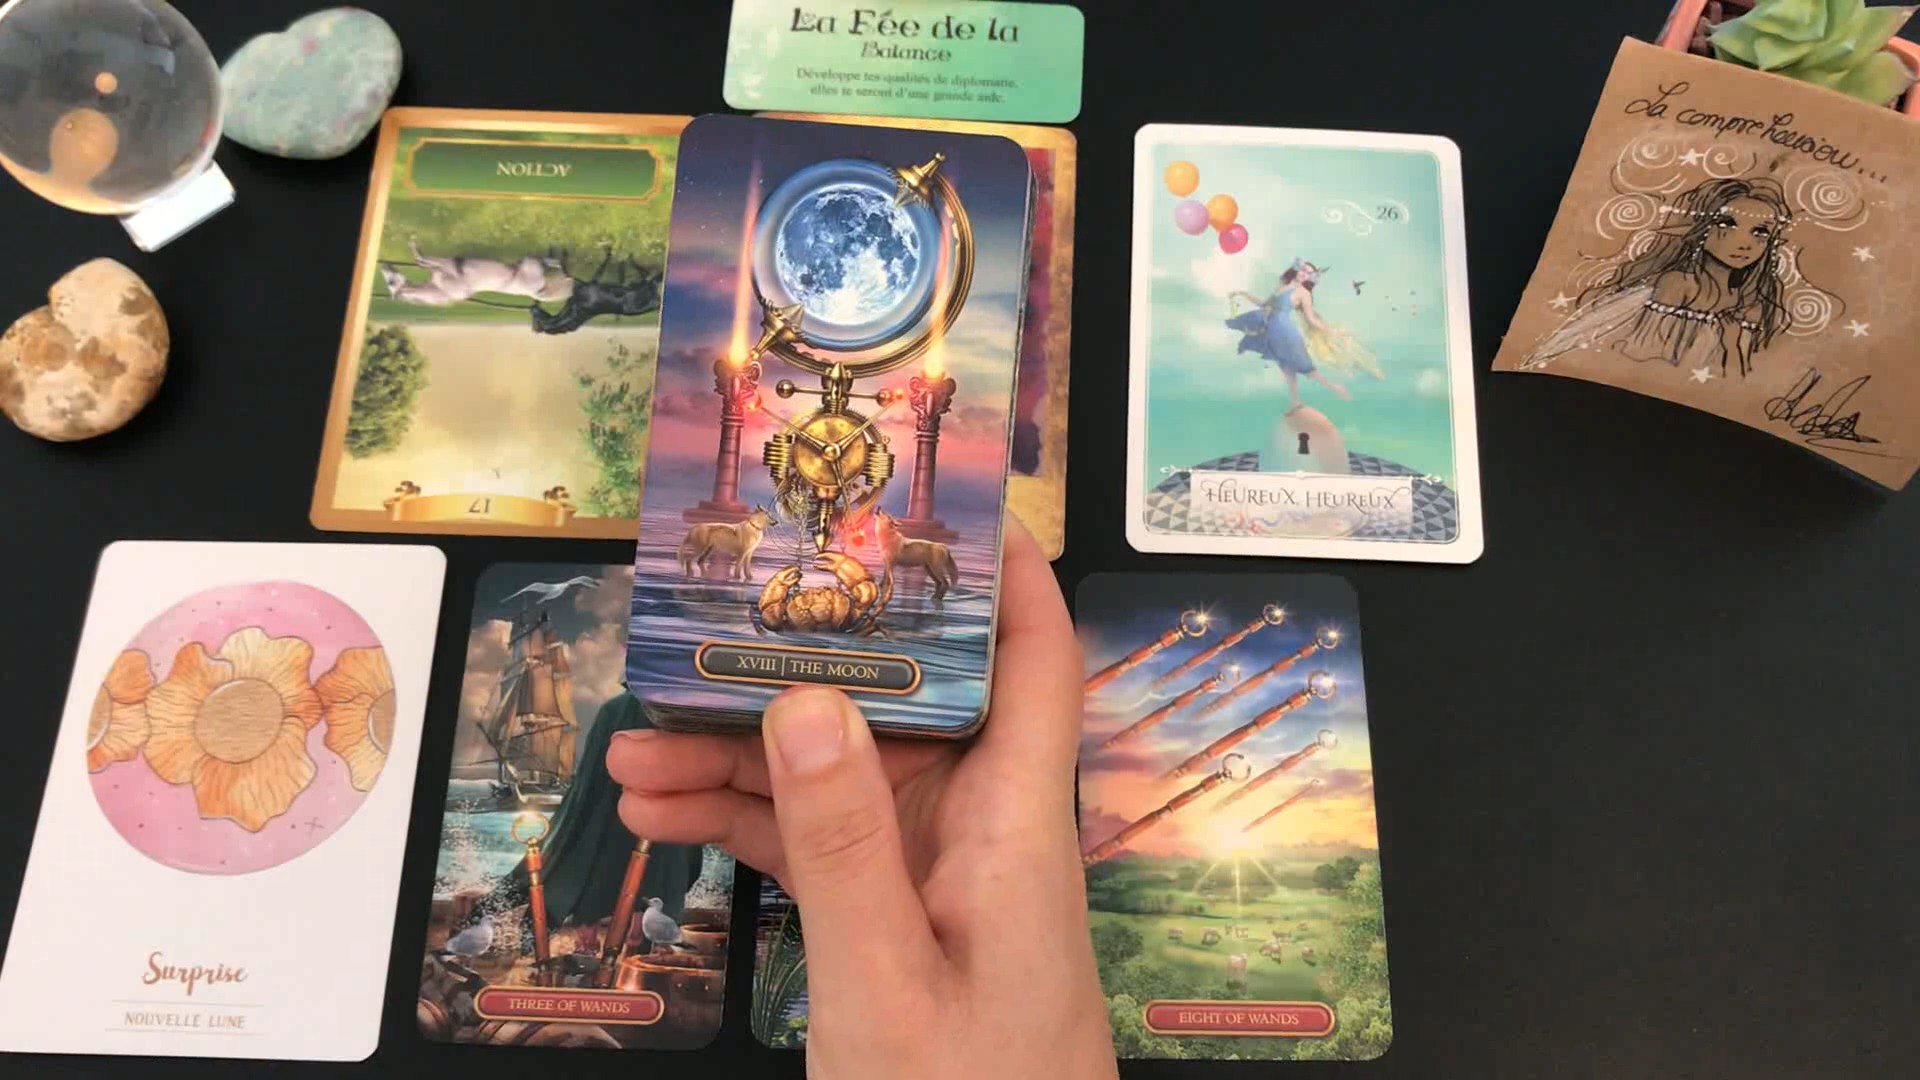 La Fée de la
Balance
Développe tes qualités de diplomatie,
elles te seront d'une grande aide.
ACTION
17
26
HEUREUX, HEUREUX
La compréhension...
XVIII | THE MOON
Surprise
NOUVELLE LUNE
THREE OF WANDS
EIGHT OF WANDS